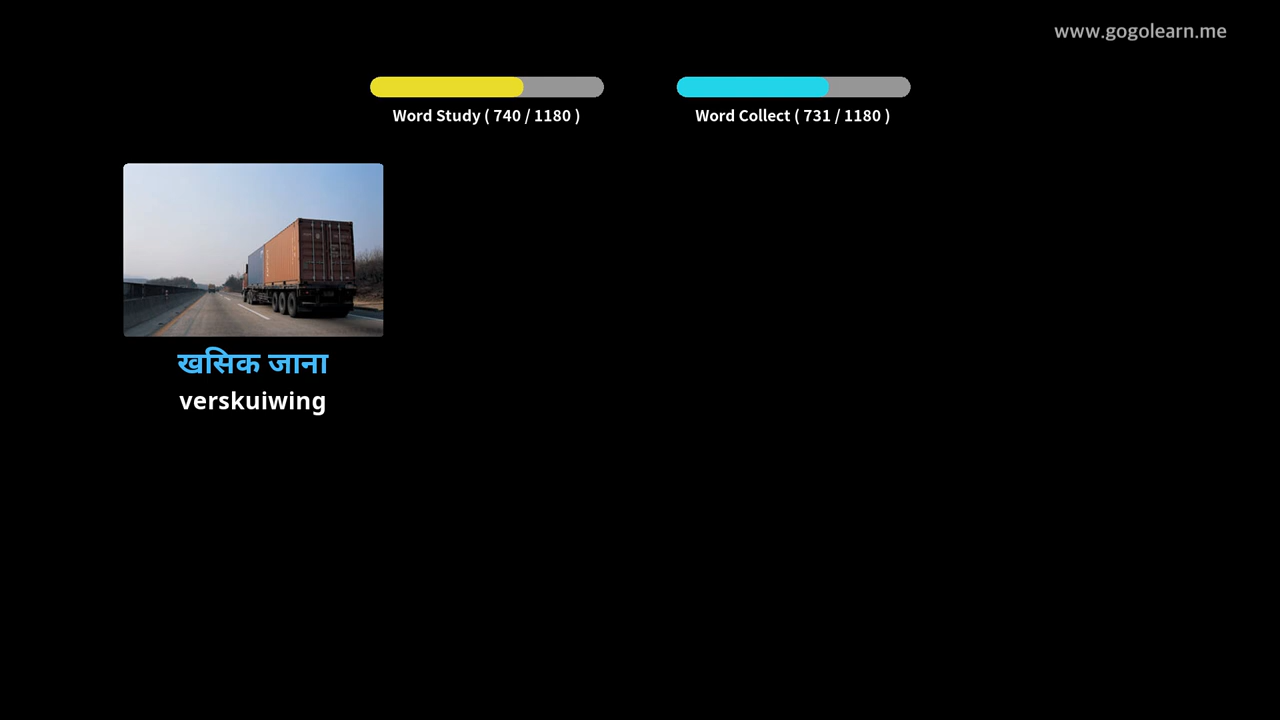 www.gogolearn.me
Word Study ( 740 / 1180 )
Word Collect ( 731 / 1180 )
खसिक जाना
verskuiwing